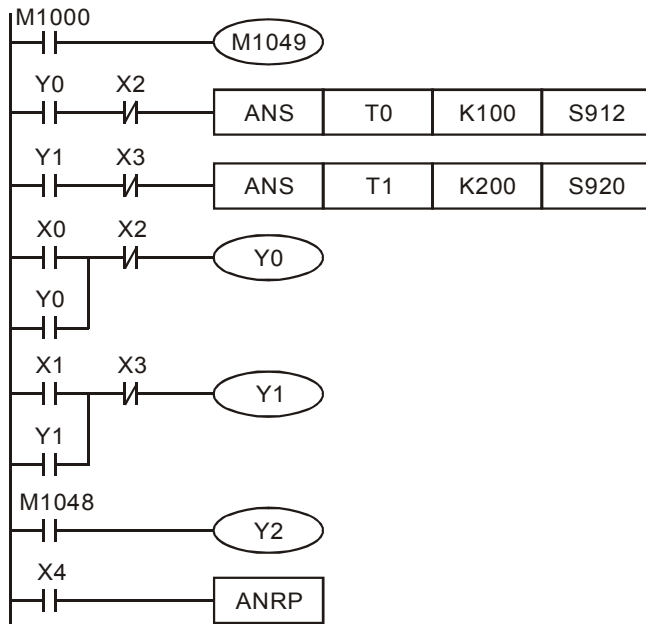 M1000
M1049
Y0 X2
ANS T0 K100 S912
Y1 X3
ANS T1 K200 S920
X0 X2
Y0
Y0
X1 X3
Y1
Y1
M1048
Y2
X4
ANRP